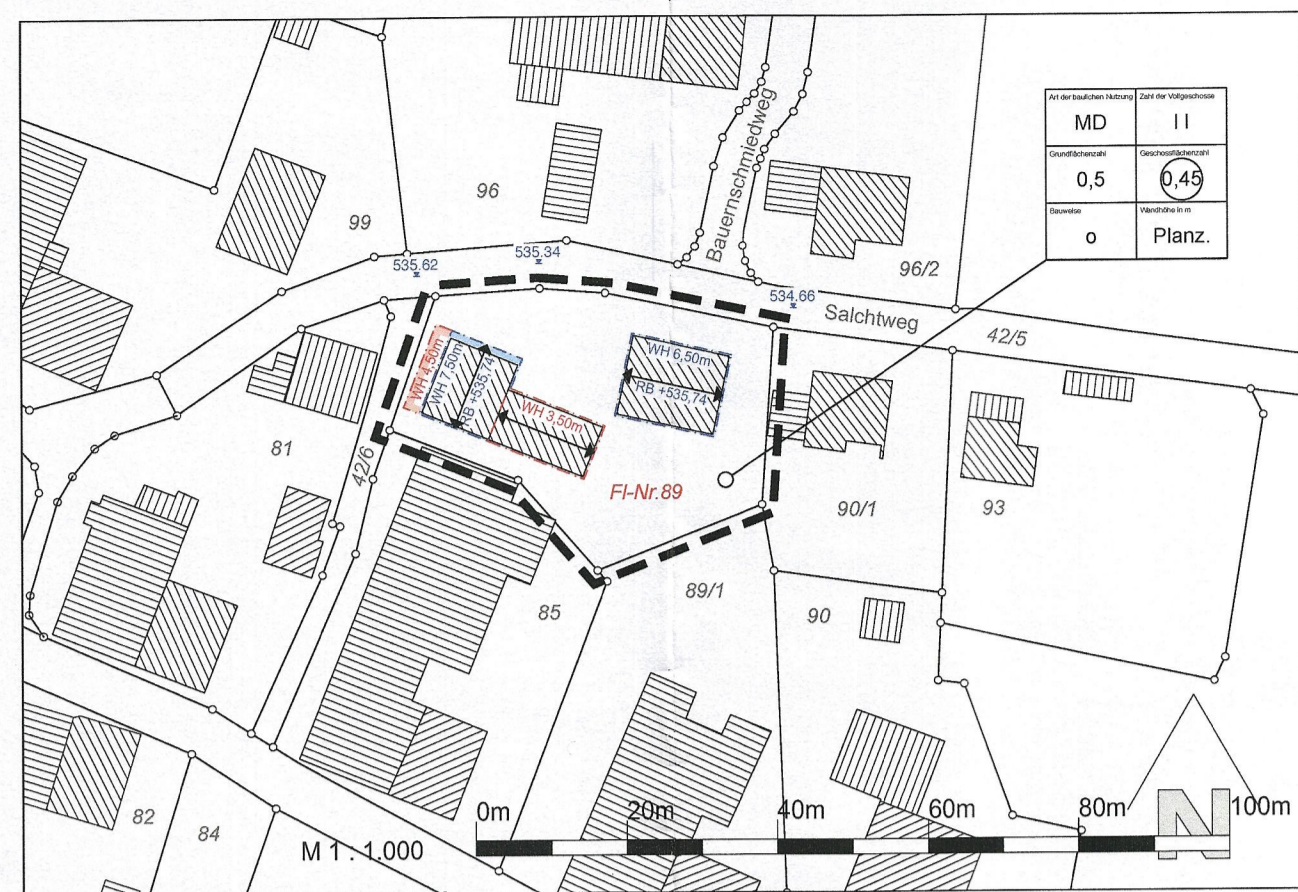 Art der baulichen Nutzung
Zahl der Vollgeschosse
MD
II
Grundflächenzahl
Geschossflächenzahl
0,5
0,45
Bauweise
Wandhöhe in m
o
Planz.
Bauernschmiedweg
96
99
96/2
535.62
535.34
534.66
Salchtweg
42/5
WH 4,50m
WH 7,50m
RB +535,74
WH 3,50m
WH 6,50m
RB +535,74
81
42/6
Fl-Nr.89
90/1
93
85
89/1
90
82
84
M 1 : 1.000
0m
20m
40m
60m
80m
100m
N